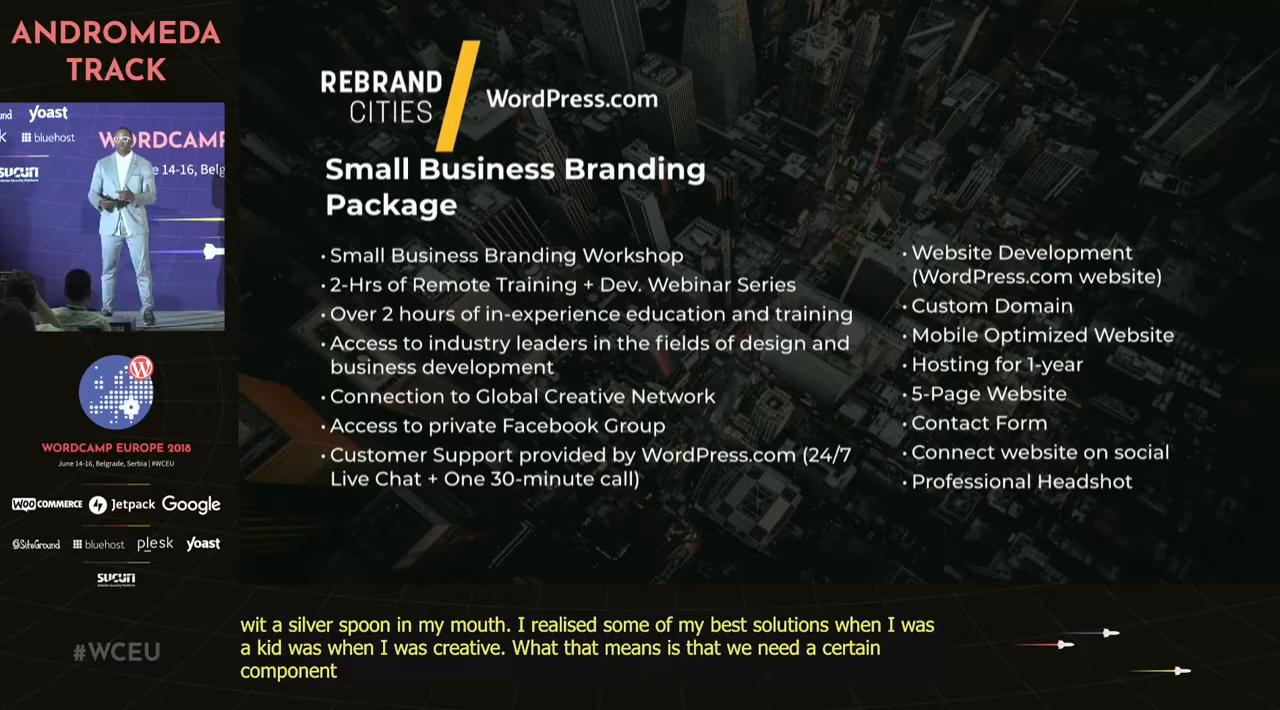 ANDROMEDA
TRACK
yoast
bluehost
WORDCAMP
sucuri
14-16, Belg
WORDCAMP EUROPE 2018
June 14-16, Belgrade, Serbia | #WCEU
WOO COMMERCE Jetpack Google
SiteGround bluehost plesk yoast
sucuri
#WCEU
REBRAND
CITIES
WordPress.com
Small Business Branding
Package
• Small Business Branding Workshop
• 2-Hrs of Remote Training + Dev. Webinar Series
• Over 2 hours of in-experience education and training
• Access to industry leaders in the fields of design and
business development
• Connection to Global Creative Network
• Access to private Facebook Group
• Customer Support provided by WordPress.com (24/7
Live Chat + One 30-minute call)
• Website Development
(WordPress.com website)
• Custom Domain
• Mobile Optimized Website
• Hosting for 1-year
• 5-Page Website
• Contact Form
• Connect website on social
• Professional Headshot
wit a silver spoon in my mouth. I realised some of my best solutions when I was
a kid was when I was creative. What that means is that we need a certain
component